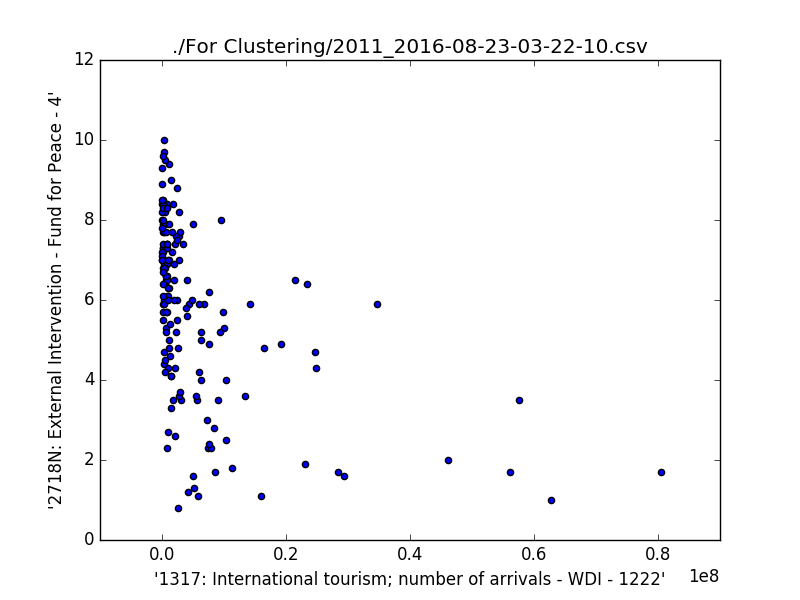 ./For Clustering/2011_2016-08-23-03-22-10.csv
'2718N: External Intervention - Fund for Peace - 4'
12
10
8
6
4
2
0
0.0 0.2 0.4 0.6 0.8
1e8
'1317: International tourism; number of arrivals - WDI - 1222'